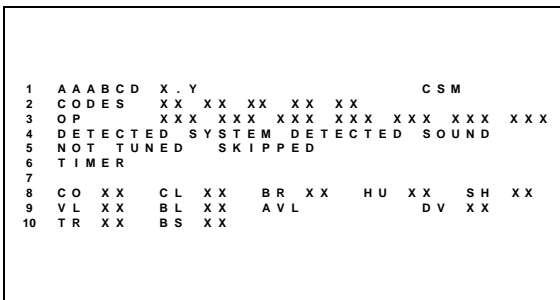 1 AAABCD X.Y CSM
2 CODES XX XX XX XX XX
3 OP XXX XXX XXX XXX XXX XXX XXX
4 DETECTED SYSTEM DETECTED SOUND
5 NOT TUNED SKIPPED
6 TIMER
7
8 CO XX CL XX BR XX HU XX SH XX
9 VL XX BL XX AVL DV XX
10 TR XX BS XX